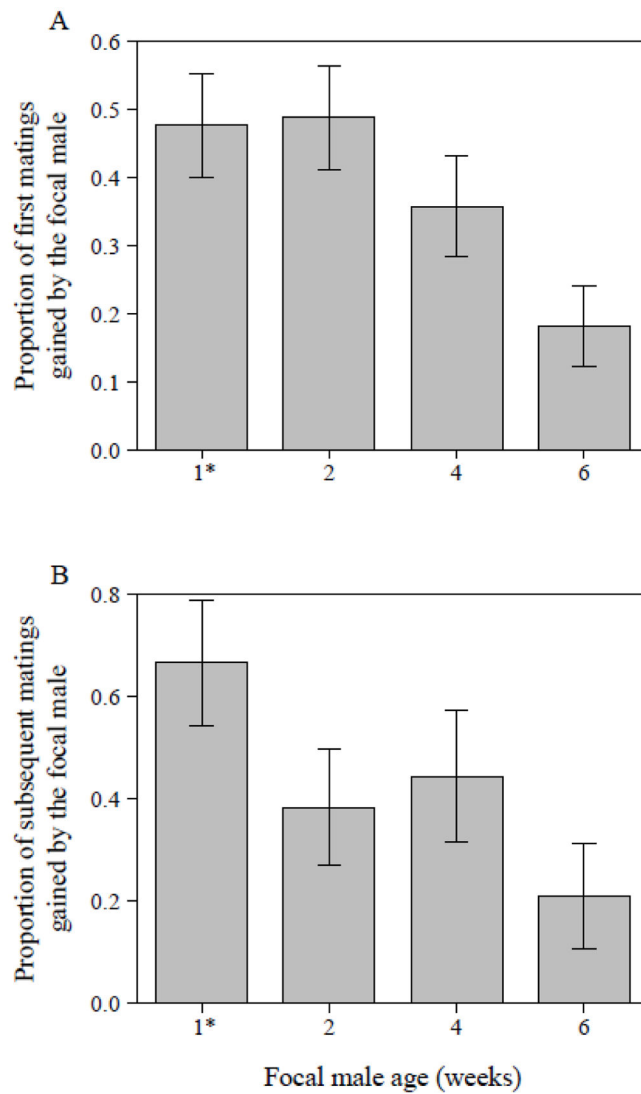 A
Proportion of first matings
gained by the focal male
0.6
0.5
0.4
0.3
0.2
0.1
0.0
1* 2 4 6
B
Proportion of subsequent matings
gained by the focal male
0.8
0.6
0.4
0.2
0.0
1* 2 4 6
Focal male age (weeks)